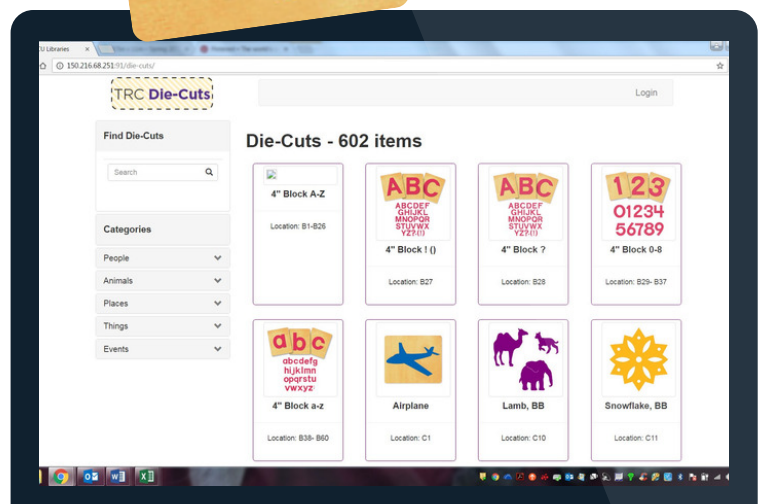 CU Libraries
150.216.68.251:91/die-cuts/
TRC Die-Cuts
Login
Find Die-Cuts
Search
Categories
People
Animals
Places
Things
Events
Die-Cuts - 602 items
4" Block A-Z
Location: B1-B26
ABC
ABCDEF
GHIJKL
MNOPQR
STUVWX
YZ?!()
4" Block ! ()
Location: B27
ABC
ABCDEF
GHIJKL
MNOPQR
STUVWX
YZ?!()
4" Block ?
Location: B28
123
01234
56789
4" Block 0-8
Location: B29- B37
abc
abcdefg
hijklmn
opqrstu
vwxyz
4" Block a-z
Location: B38- B60
Airplane
Location: C1
Lamb, BB
Location: C10
Snowflake, BB
Location: C11